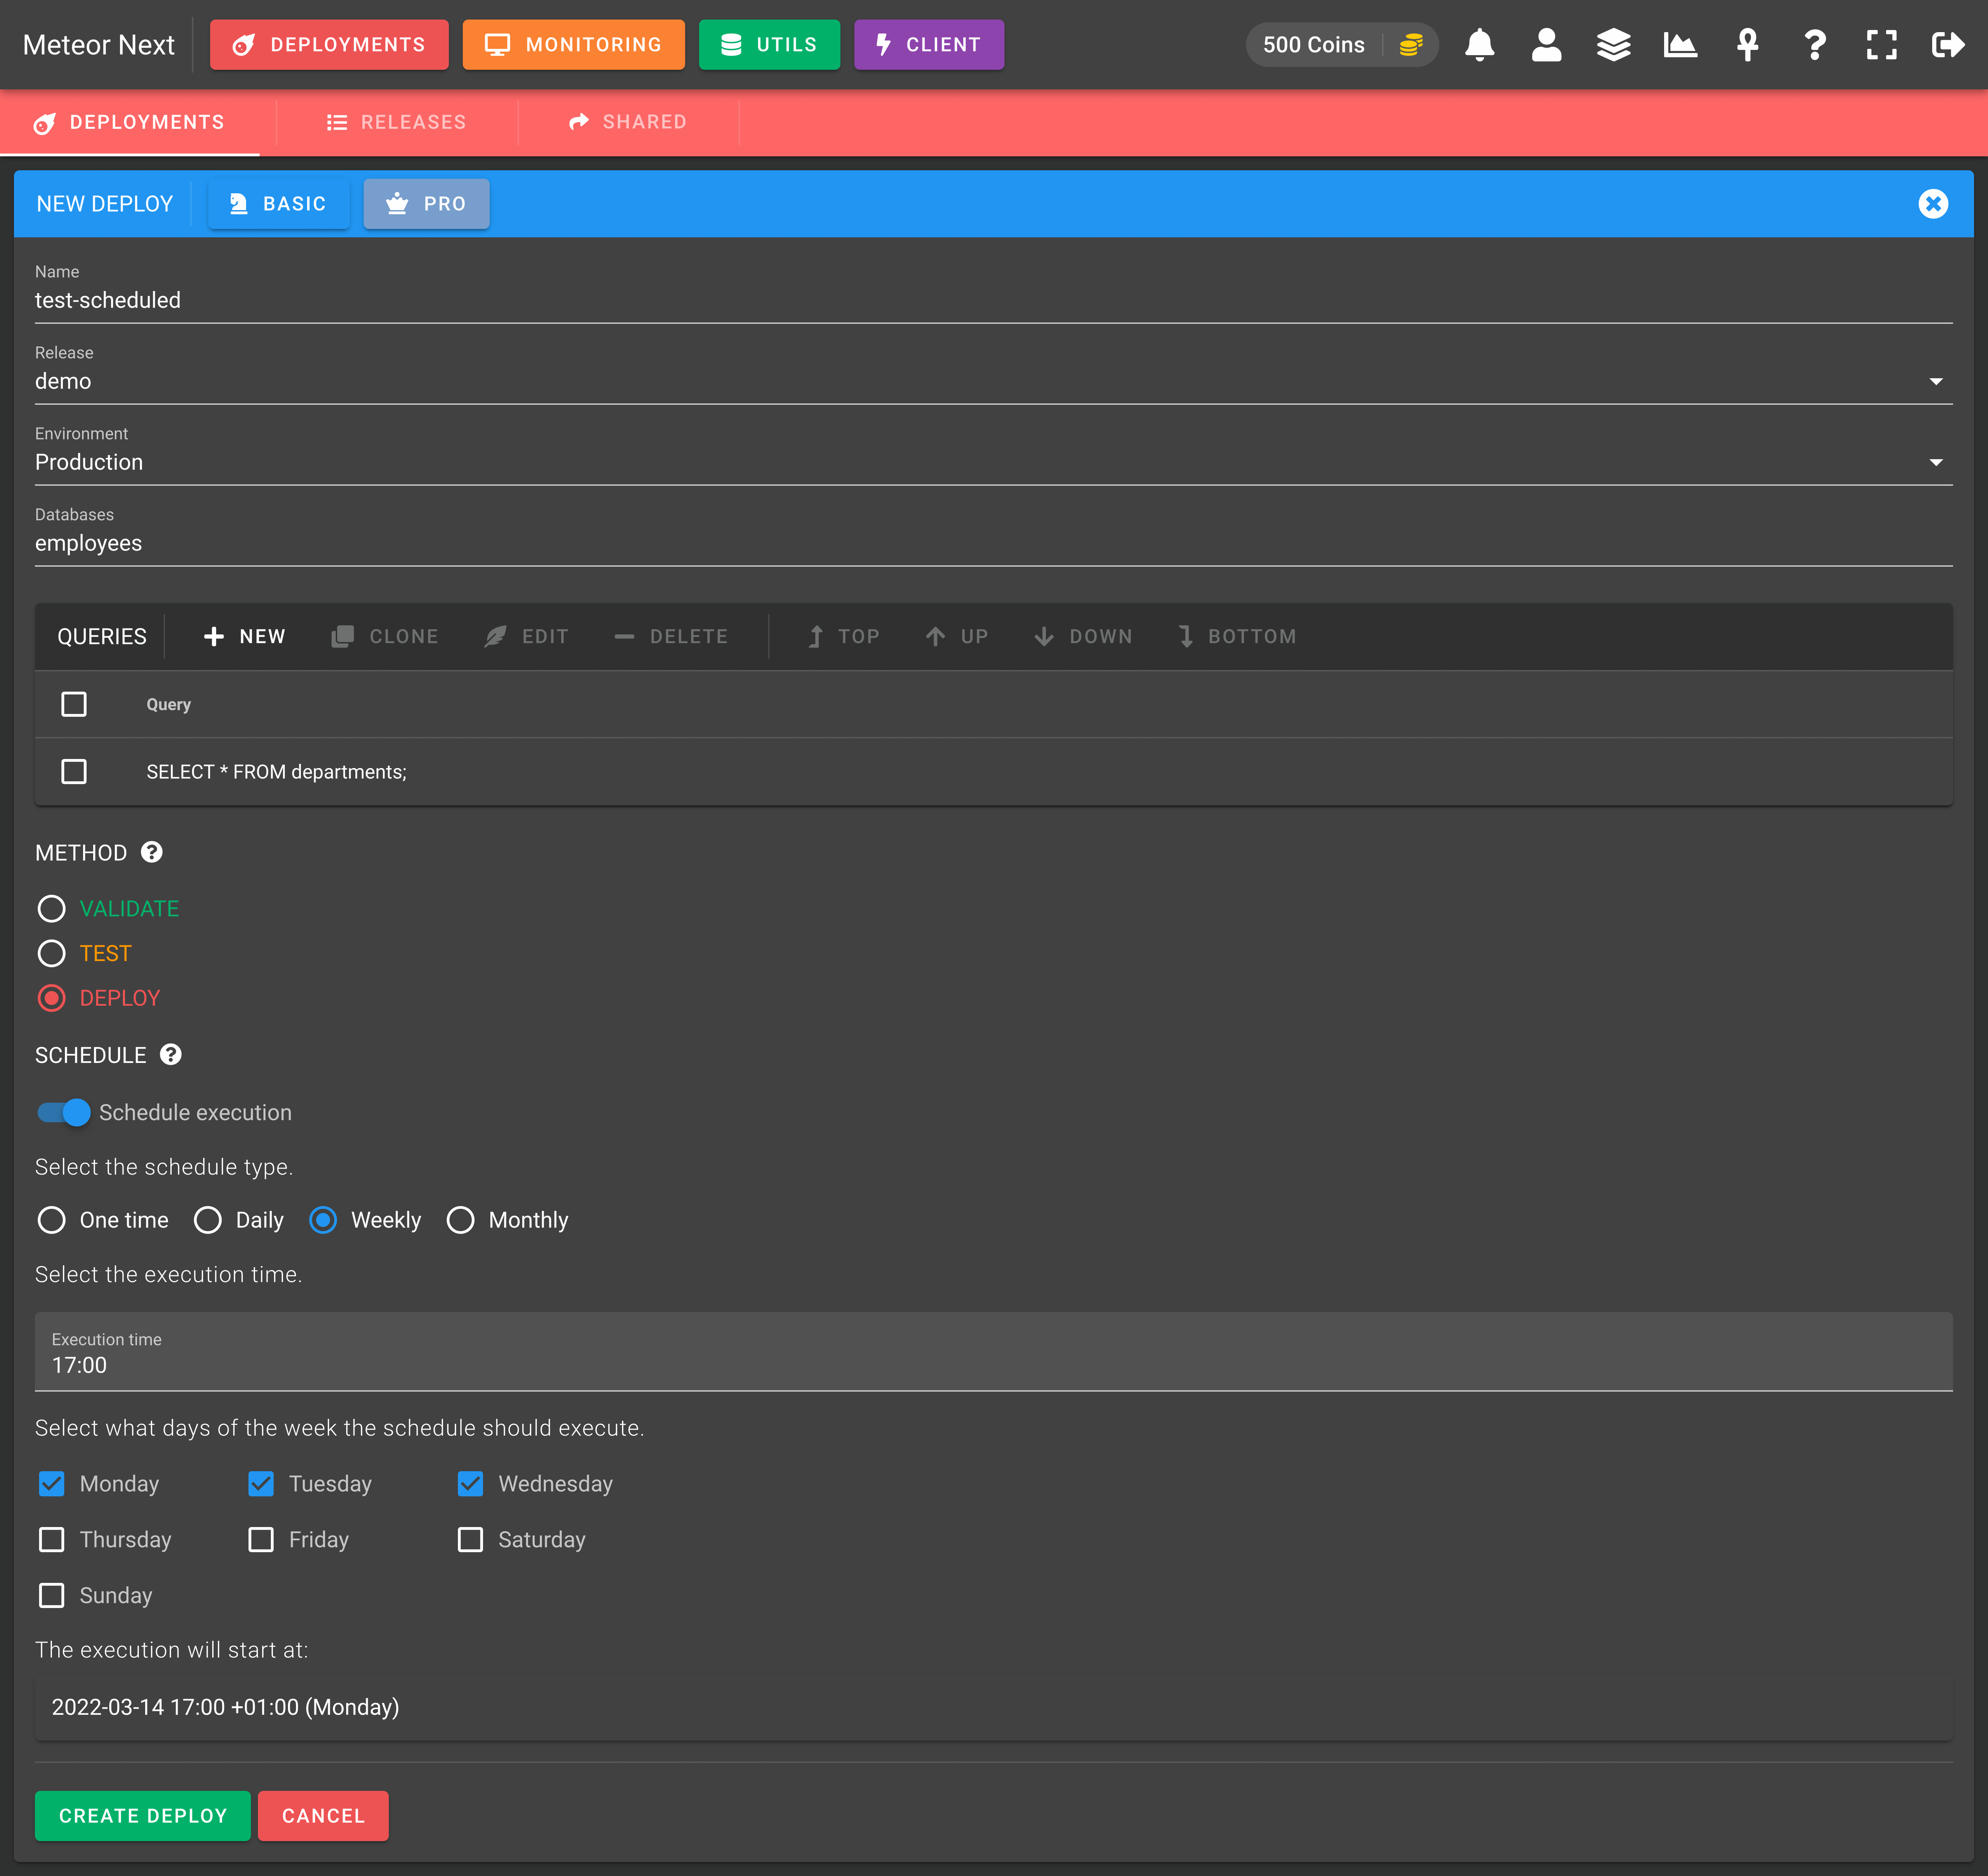 Meteor Next DEPLOYMENTS MONITORING UTILS CLIENT 500 Coins
DEPLOYMENTS RELEASES SHARED
NEW DEPLOY BASIC PRO
Name
test-scheduled
Release
demo
Environment
Production
Databases
employees
QUERIES NEW CLONE EDIT DELETE TOP UP DOWN BOTTOM
Query
SELECT * FROM departments;
METHOD
VALIDATE
TEST
DEPLOY
SCHEDULE
Schedule execution
Select the schedule type.
One time Daily Weekly Monthly
Select the execution time.
Execution time
17:00
Select what days of the week the schedule should execute.
Monday Tuesday Wednesday
Thursday Friday Saturday
Sunday
The execution will start at:
2022-03-14 17:00 +01:00 (Monday)
CREATE DEPLOY CANCEL